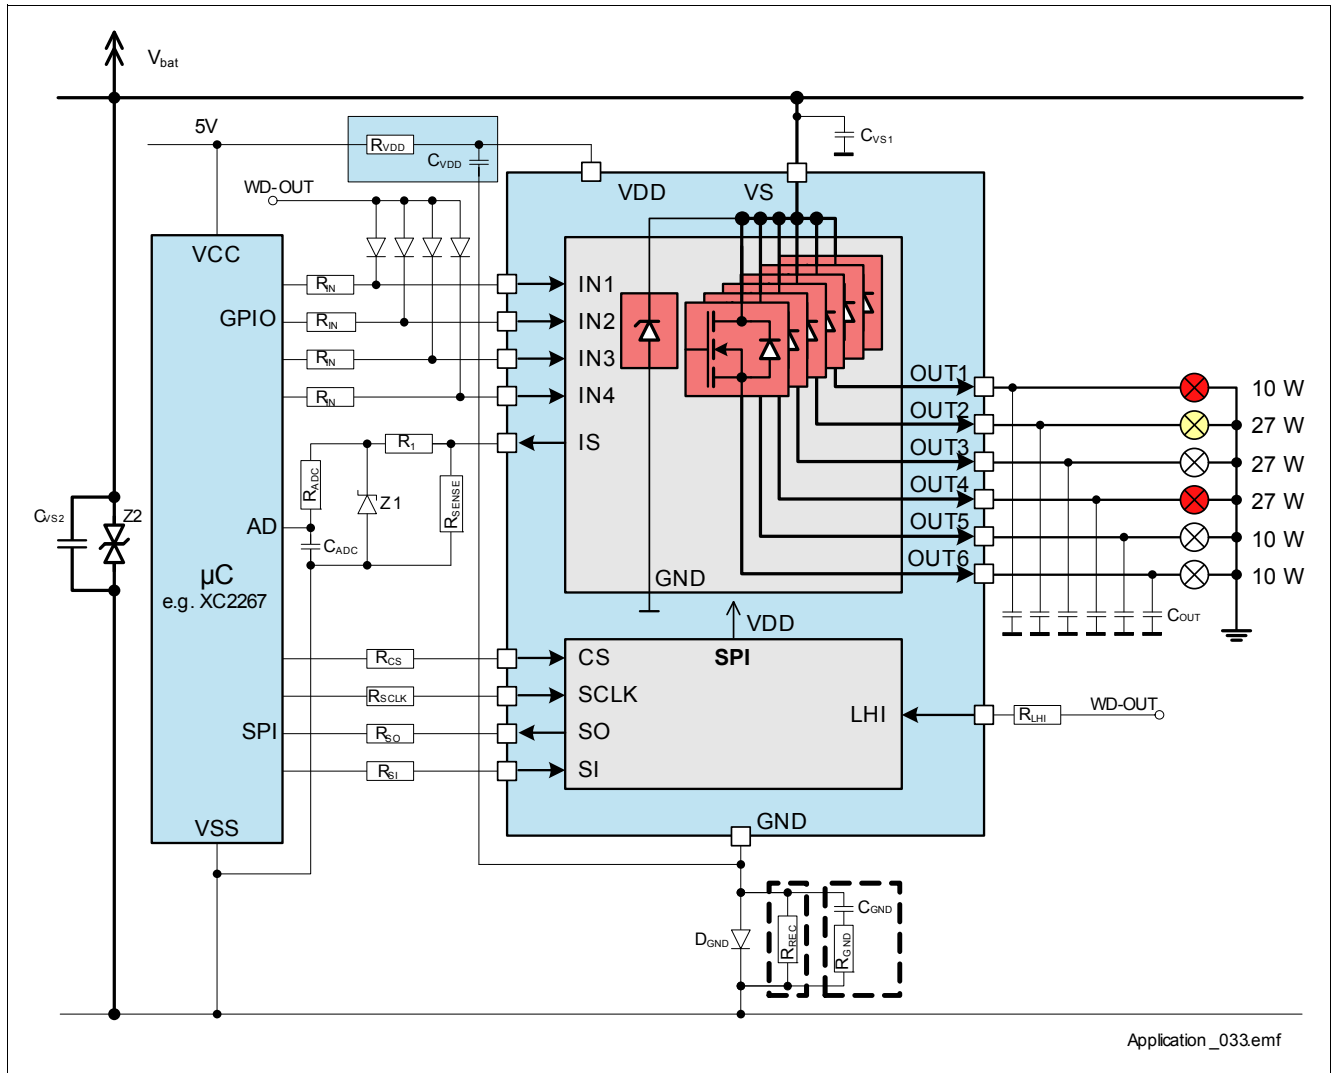 Vbat
5V
RVDD
CVDD
CVS1
WD-OUT
VDD
VS
VCC
RIN
IN1
GPIO
RIN
IN2
RIN
IN3
RIN
IN4
OUT1
10 W
OUT2
27 W
OUT3
27 W
OUT4
27 W
OUT5
10 W
OUT6
10 W
R1
IS
RADC
Z1
RSENSE
CVS2
Z2
AD
CADC
µC
e.g. XC2267
GND
COUT
VDD
SPI
RCS
CS
RSCLK
SCLK
SPI
RSO
SO
RSI
SI
LHI
RLHI
WD-OUT
VSS
GND
DGND
RREC
CGND
RGND
Application _033.emf